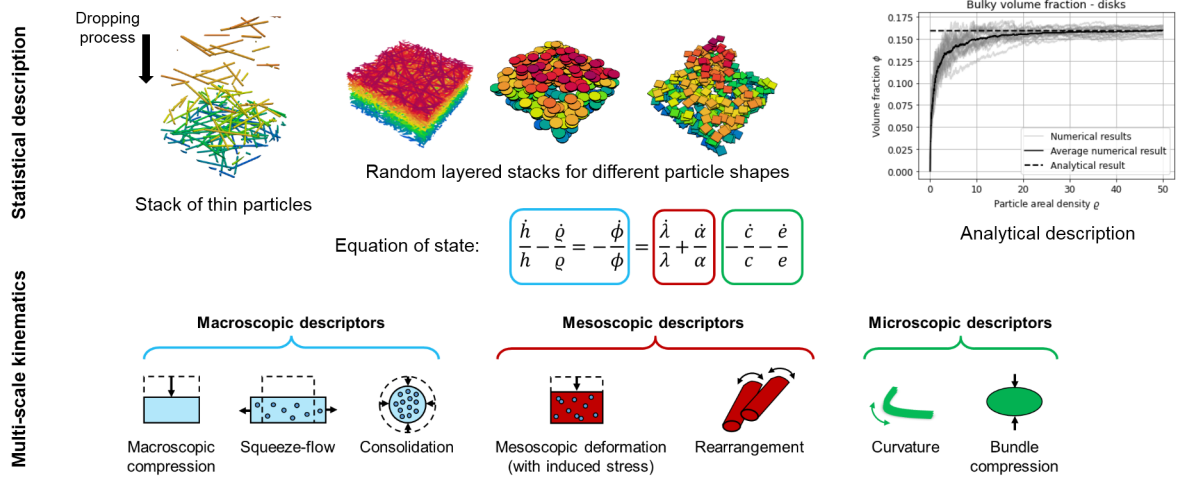 Statistical description
Dropping
process
Stack of thin particles
Random layered stacks for different particle shapes
Bulky volume fraction - disks
Volume fraction ϕ
0.175
0.150
0.125
0.100
0.075
0.050
0.025
0.000
Numerical results
Average numerical result
Analytical result
0 10 20 30 40 50
Particle areal density ϱ
Analytical description
Equation of state: ḣ/h − ϱ̇/ϱ = − ϕ̇/ϕ = λ̇/λ + α̇/α − ċ/c − ė/e
Multi-scale kinematics
Macroscopic descriptors
Mesoscopic descriptors
Microscopic descriptors
Macroscopic
compression
Squeeze-flow
Consolidation
Mesoscopic deformation
(with induced stress)
Rearrangement
Curvature
Bundle
compression